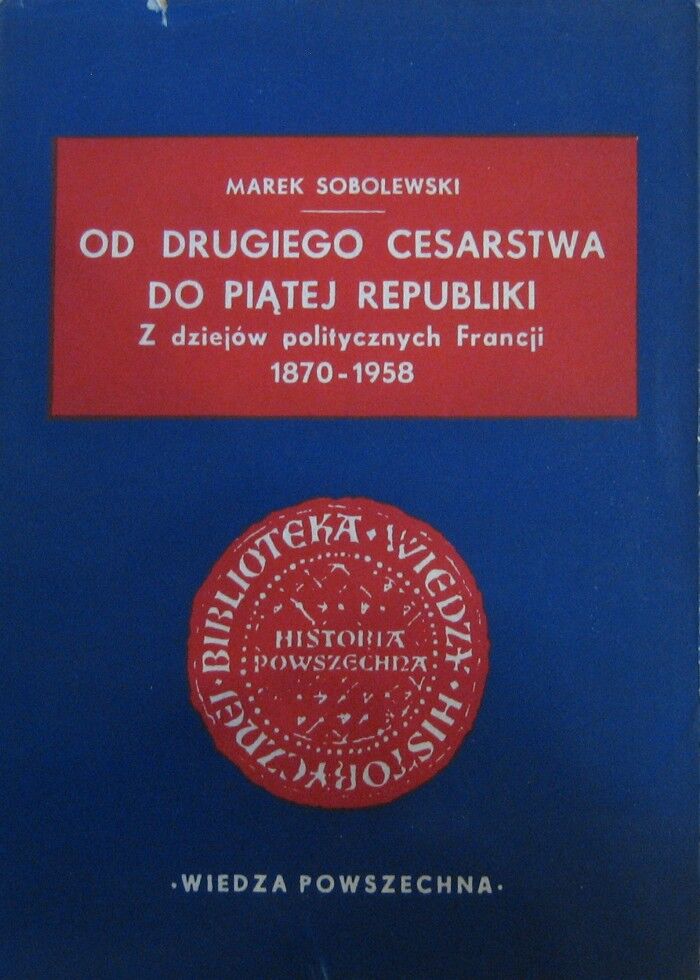 MAREK SOBOLEWSKI
OD DRUGIEGO CESARSTWA
DO PIĄTEJ REPUBLIKI
Z dziejów politycznych Francji
1870-1958
BIBLIOTEKA · WIEDZY · HISTORYCZNEJ ·
HISTORIA
POWSZECHNA
·WIEDZA POWSZECHNA·